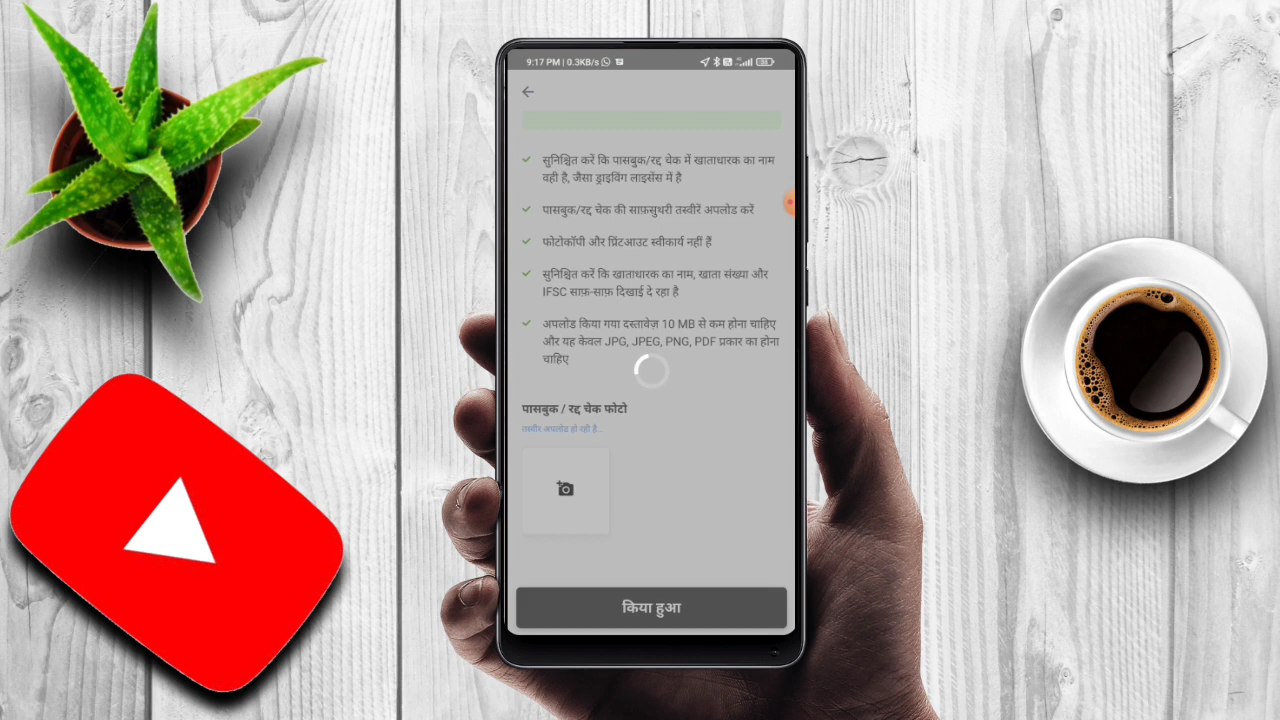 9:17 PM | 0.3KB/s
सुनिश्चित करें कि पासबुक/रद्द चेक में खाताधारक का नाम
वही है, जैसा ड्राइविंग लाइसेंस में है
पासबुक/रद्द चेक की साफ़सुथरी तस्वीरें अपलोड करें
फोटोकॉपी और प्रिंटआउट स्वीकार्य नहीं हैं
सुनिश्चित करें कि खाताधारक का नाम, खाता संख्या और
IFSC साफ़-साफ़ दिखाई दे रहा है
अपलोड किया गया दस्तावेज़ 10 MB से कम होना चाहिए
और यह केवल JPG, JPEG, PNG, PDF प्रकार का होना
चाहिए
पासबुक / रद्द चेक फोटो
तस्वीर अपलोड हो रही है...
किया हुआ